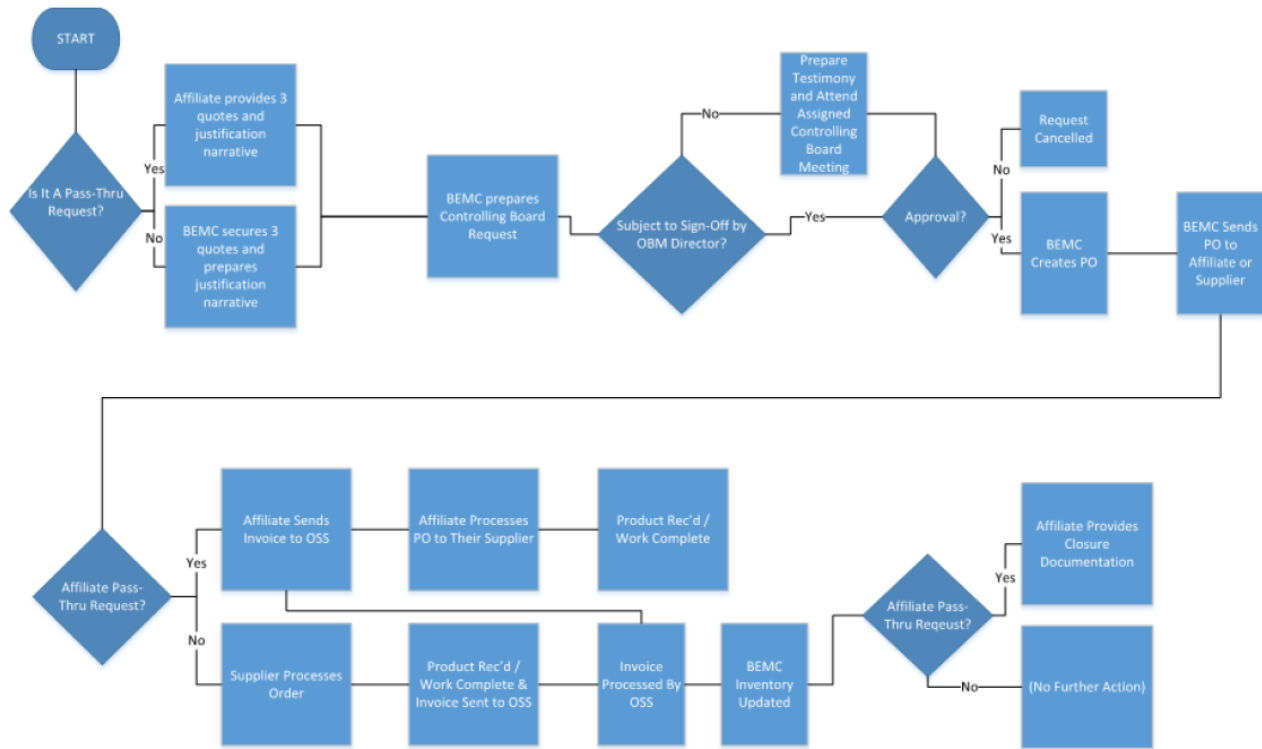 START
Is It A Pass-Thru
Request?
Yes
No
Affiliate provides 3
quotes and
justification
narrative
BEMC secures 3
quotes and
prepares
justification
narrative
BEMC prepares
Controlling Board
Request
Subject to Sign-Off by
OBM Director?
No
Yes
Prepare
Testimony
and Attend
Assigned
Controlling
Board
Meeting
Approval?
No
Yes
Request
Cancelled
BEMC
Creates PO
BEMC Sends
PO to
Affiliate or
Supplier
Affiliate Pass-
Thru Request?
Yes
No
Affiliate Sends
Invoice to OSS
Affiliate Processes
PO to Their Supplier
Product Rec'd /
Work Complete
Supplier Processes
Order
Product Rec'd /
Work Complete &
Invoice Sent to OSS
Invoice
Processed By
OSS
BEMC
Inventory
Updated
Affiliate Pass-
Thru Reqeust?
Yes
No
Affiliate Provides
Closure
Documentation
(No Further Action)